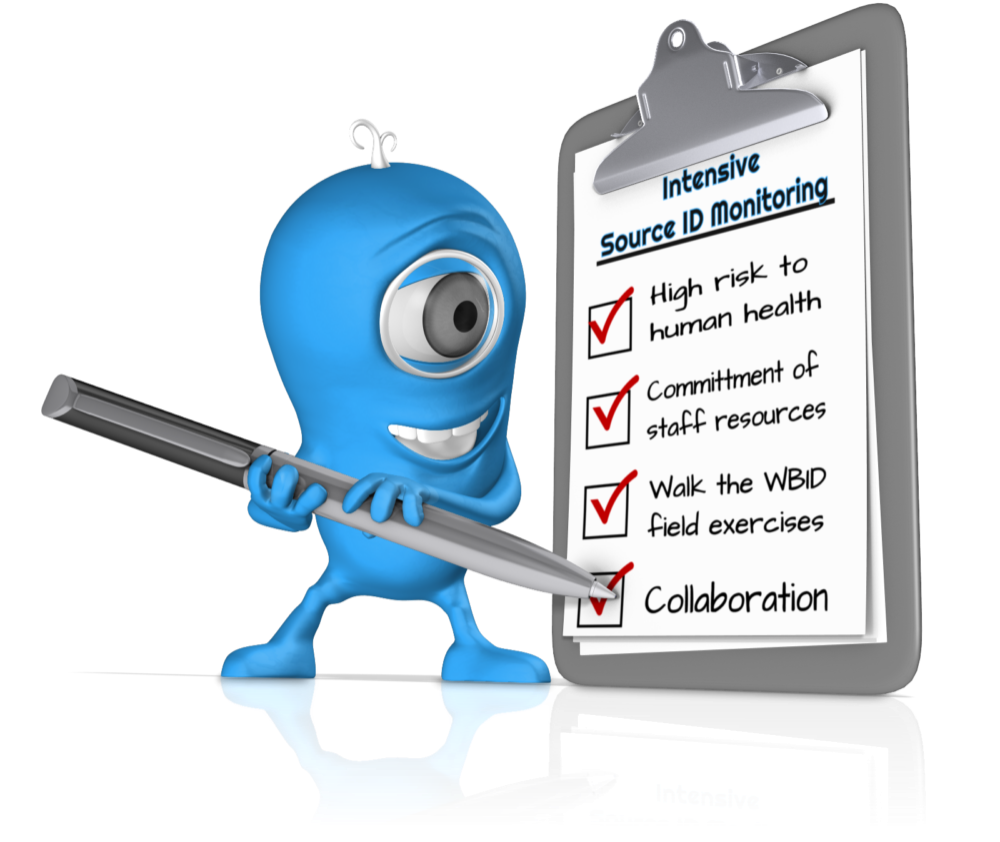 Intensive
Source ID Monitoring
High risk to
human health
Committment of
staff resources
Walk the WBID
field exercises
Collaboration